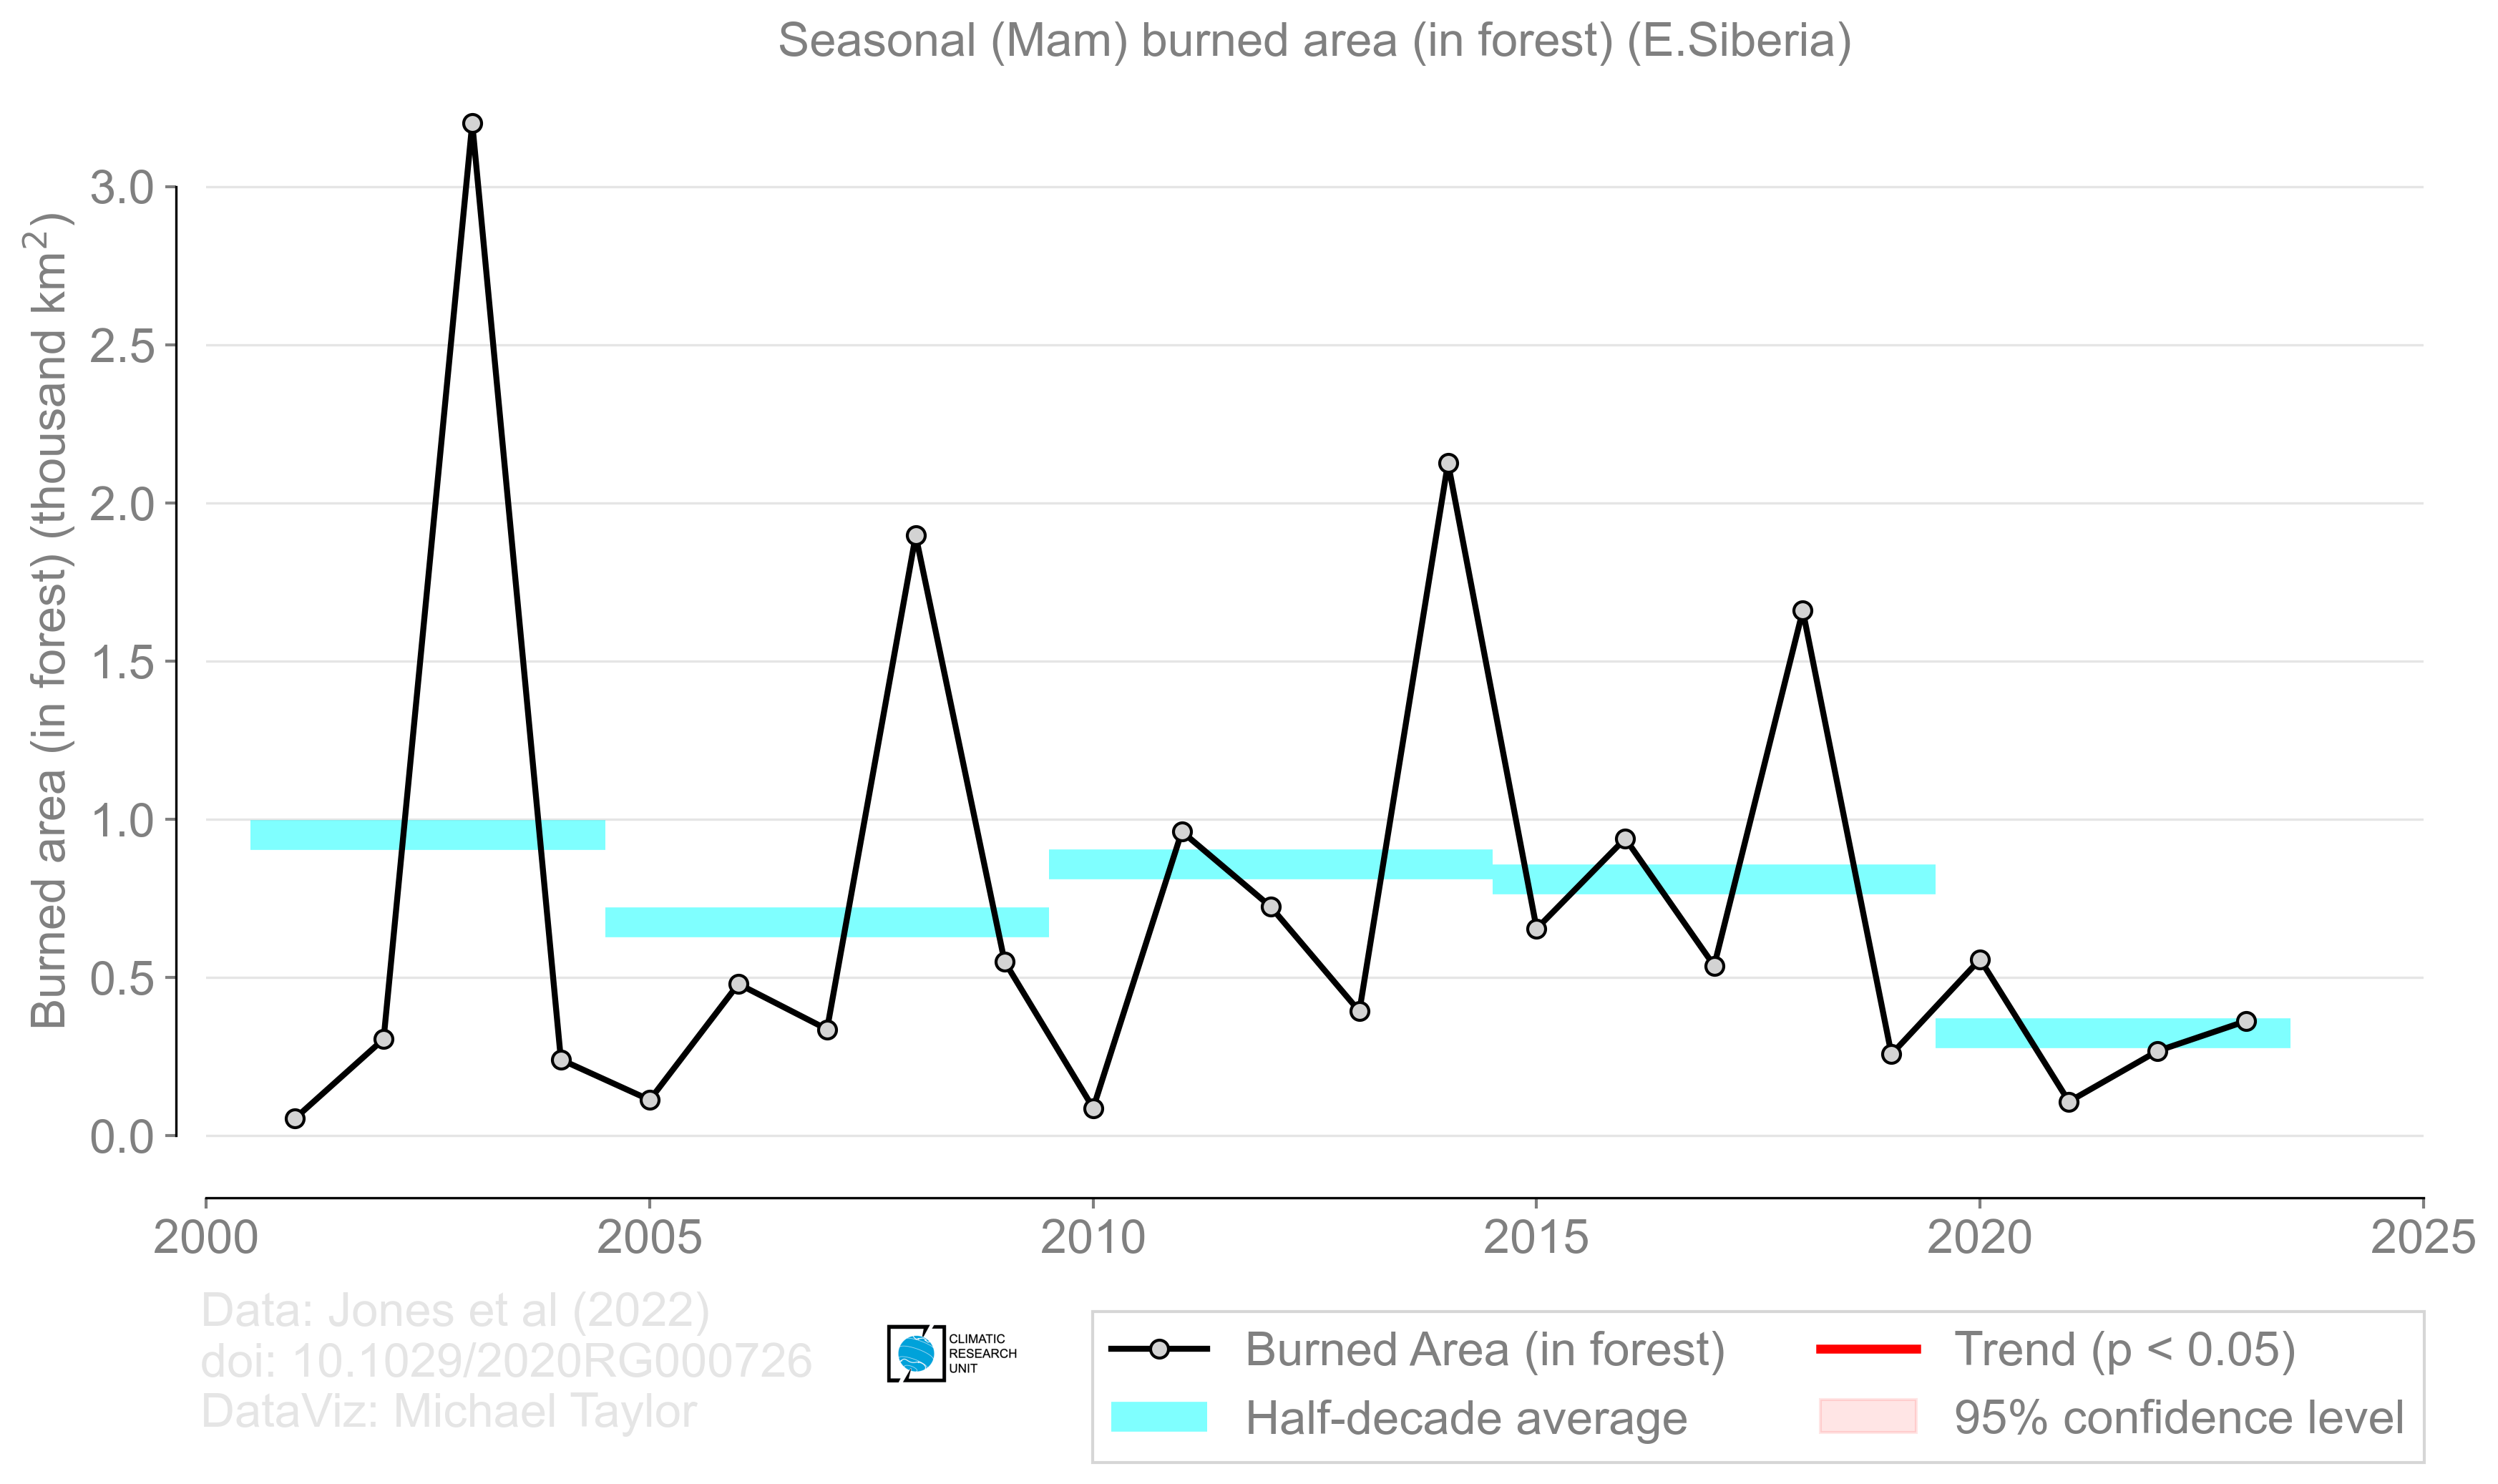 Seasonal (Mam) burned area (in forest) (E.Siberia)
Burned area (in forest) (thousand km²)
3.0
2.5
2.0
1.5
1.0
0.5
0.0
2000 2005 2010 2015 2020 2025
Data: Jones et al (2022)
doi: 10.1029/2020RG000726
DataViz: Michael Taylor
CLIMATIC
RESEARCH
UNIT
Burned Area (in forest)
Half-decade average
Trend (p < 0.05)
95% confidence level